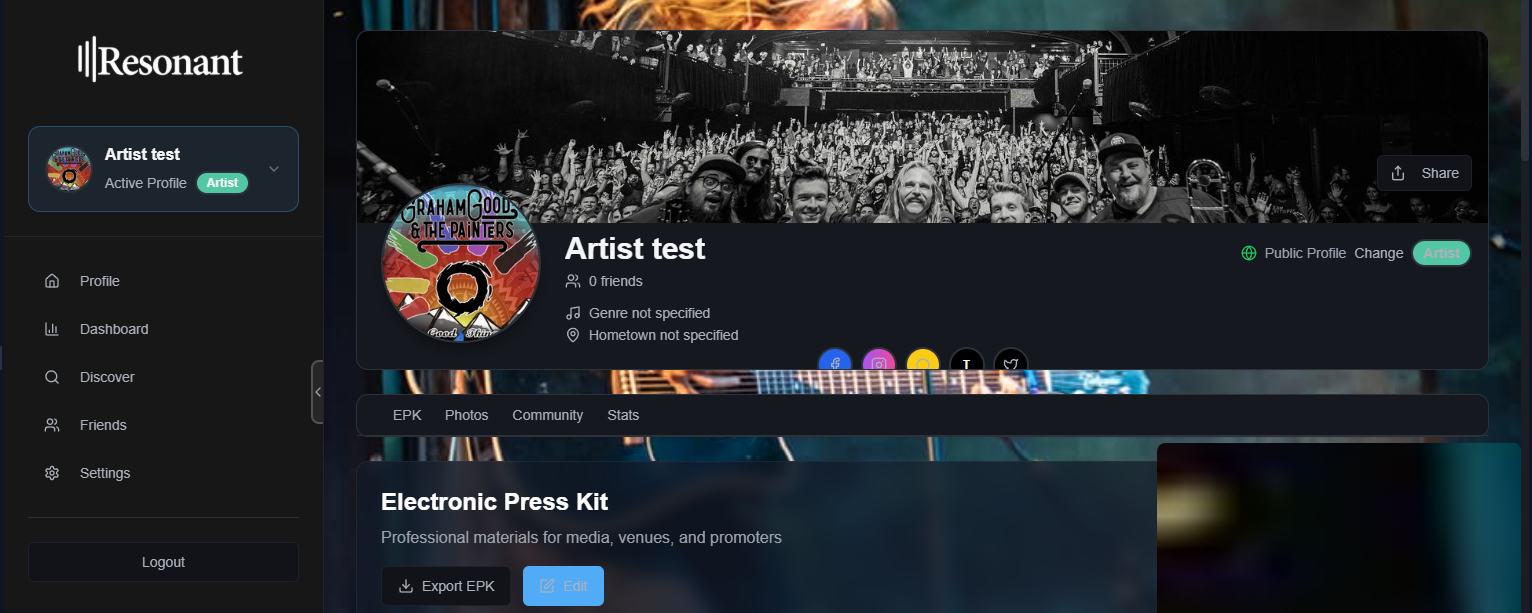 Resonant
Artist test
Active Profile Artist
Profile
Dashboard
Discover
Friends
Settings
Logout
Share
GRAHAM GOOD
& THE PAINTERS
Good Thing
Artist test
0 friends
Genre not specified
Hometown not specified
Public Profile Change Artist
T
EPK Photos Community Stats
Electronic Press Kit
Professional materials for media, venues, and promoters
Export EPK Edit